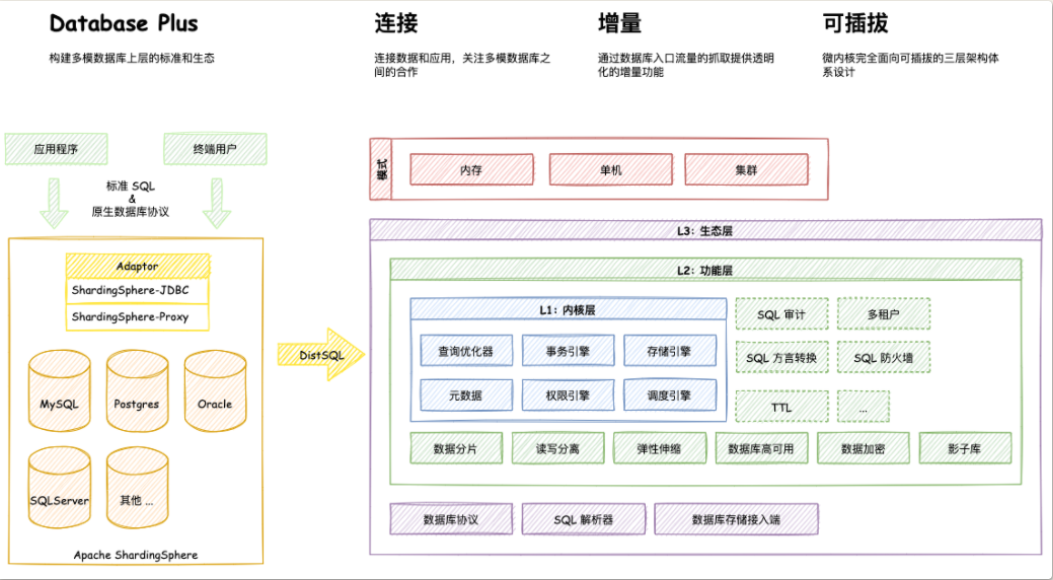 Database Plus
构建多模数据库上层的标准和生态
连接
连接数据和应用，关注多模数据库之
间的合作
增量
通过数据库入口流量的抓取提供透明
化的增量功能
可插拔
微内核完全面向可插拔的三层架构体
系设计
应用程序
终端用户
标准 SQL
&
原生数据库协议
Adaptor
ShardingSphere-JDBC
ShardingSphere-Proxy
MySQL
Postgres
Oracle
SQLServer
其他 ...
Apache ShardingSphere
DistSQL
模式
内存
单机
集群
L3：生态层
L2：功能层
L1：内核层
查询优化器
事务引擎
存储引擎
元数据
权限引擎
调度引擎
SQL 审计
多租户
SQL 方言转换
SQL 防火墙
TTL
...
数据分片
读写分离
弹性伸缩
数据库高可用
数据加密
影子库
数据库协议
SQL 解析器
数据库存储接入端